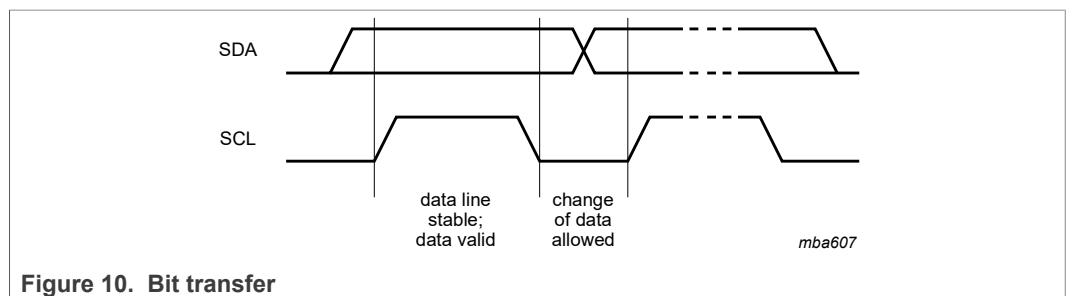 SDA
SCL
data line
stable;
data valid
change
of data
allowed
mba607
Figure 10. Bit transfer